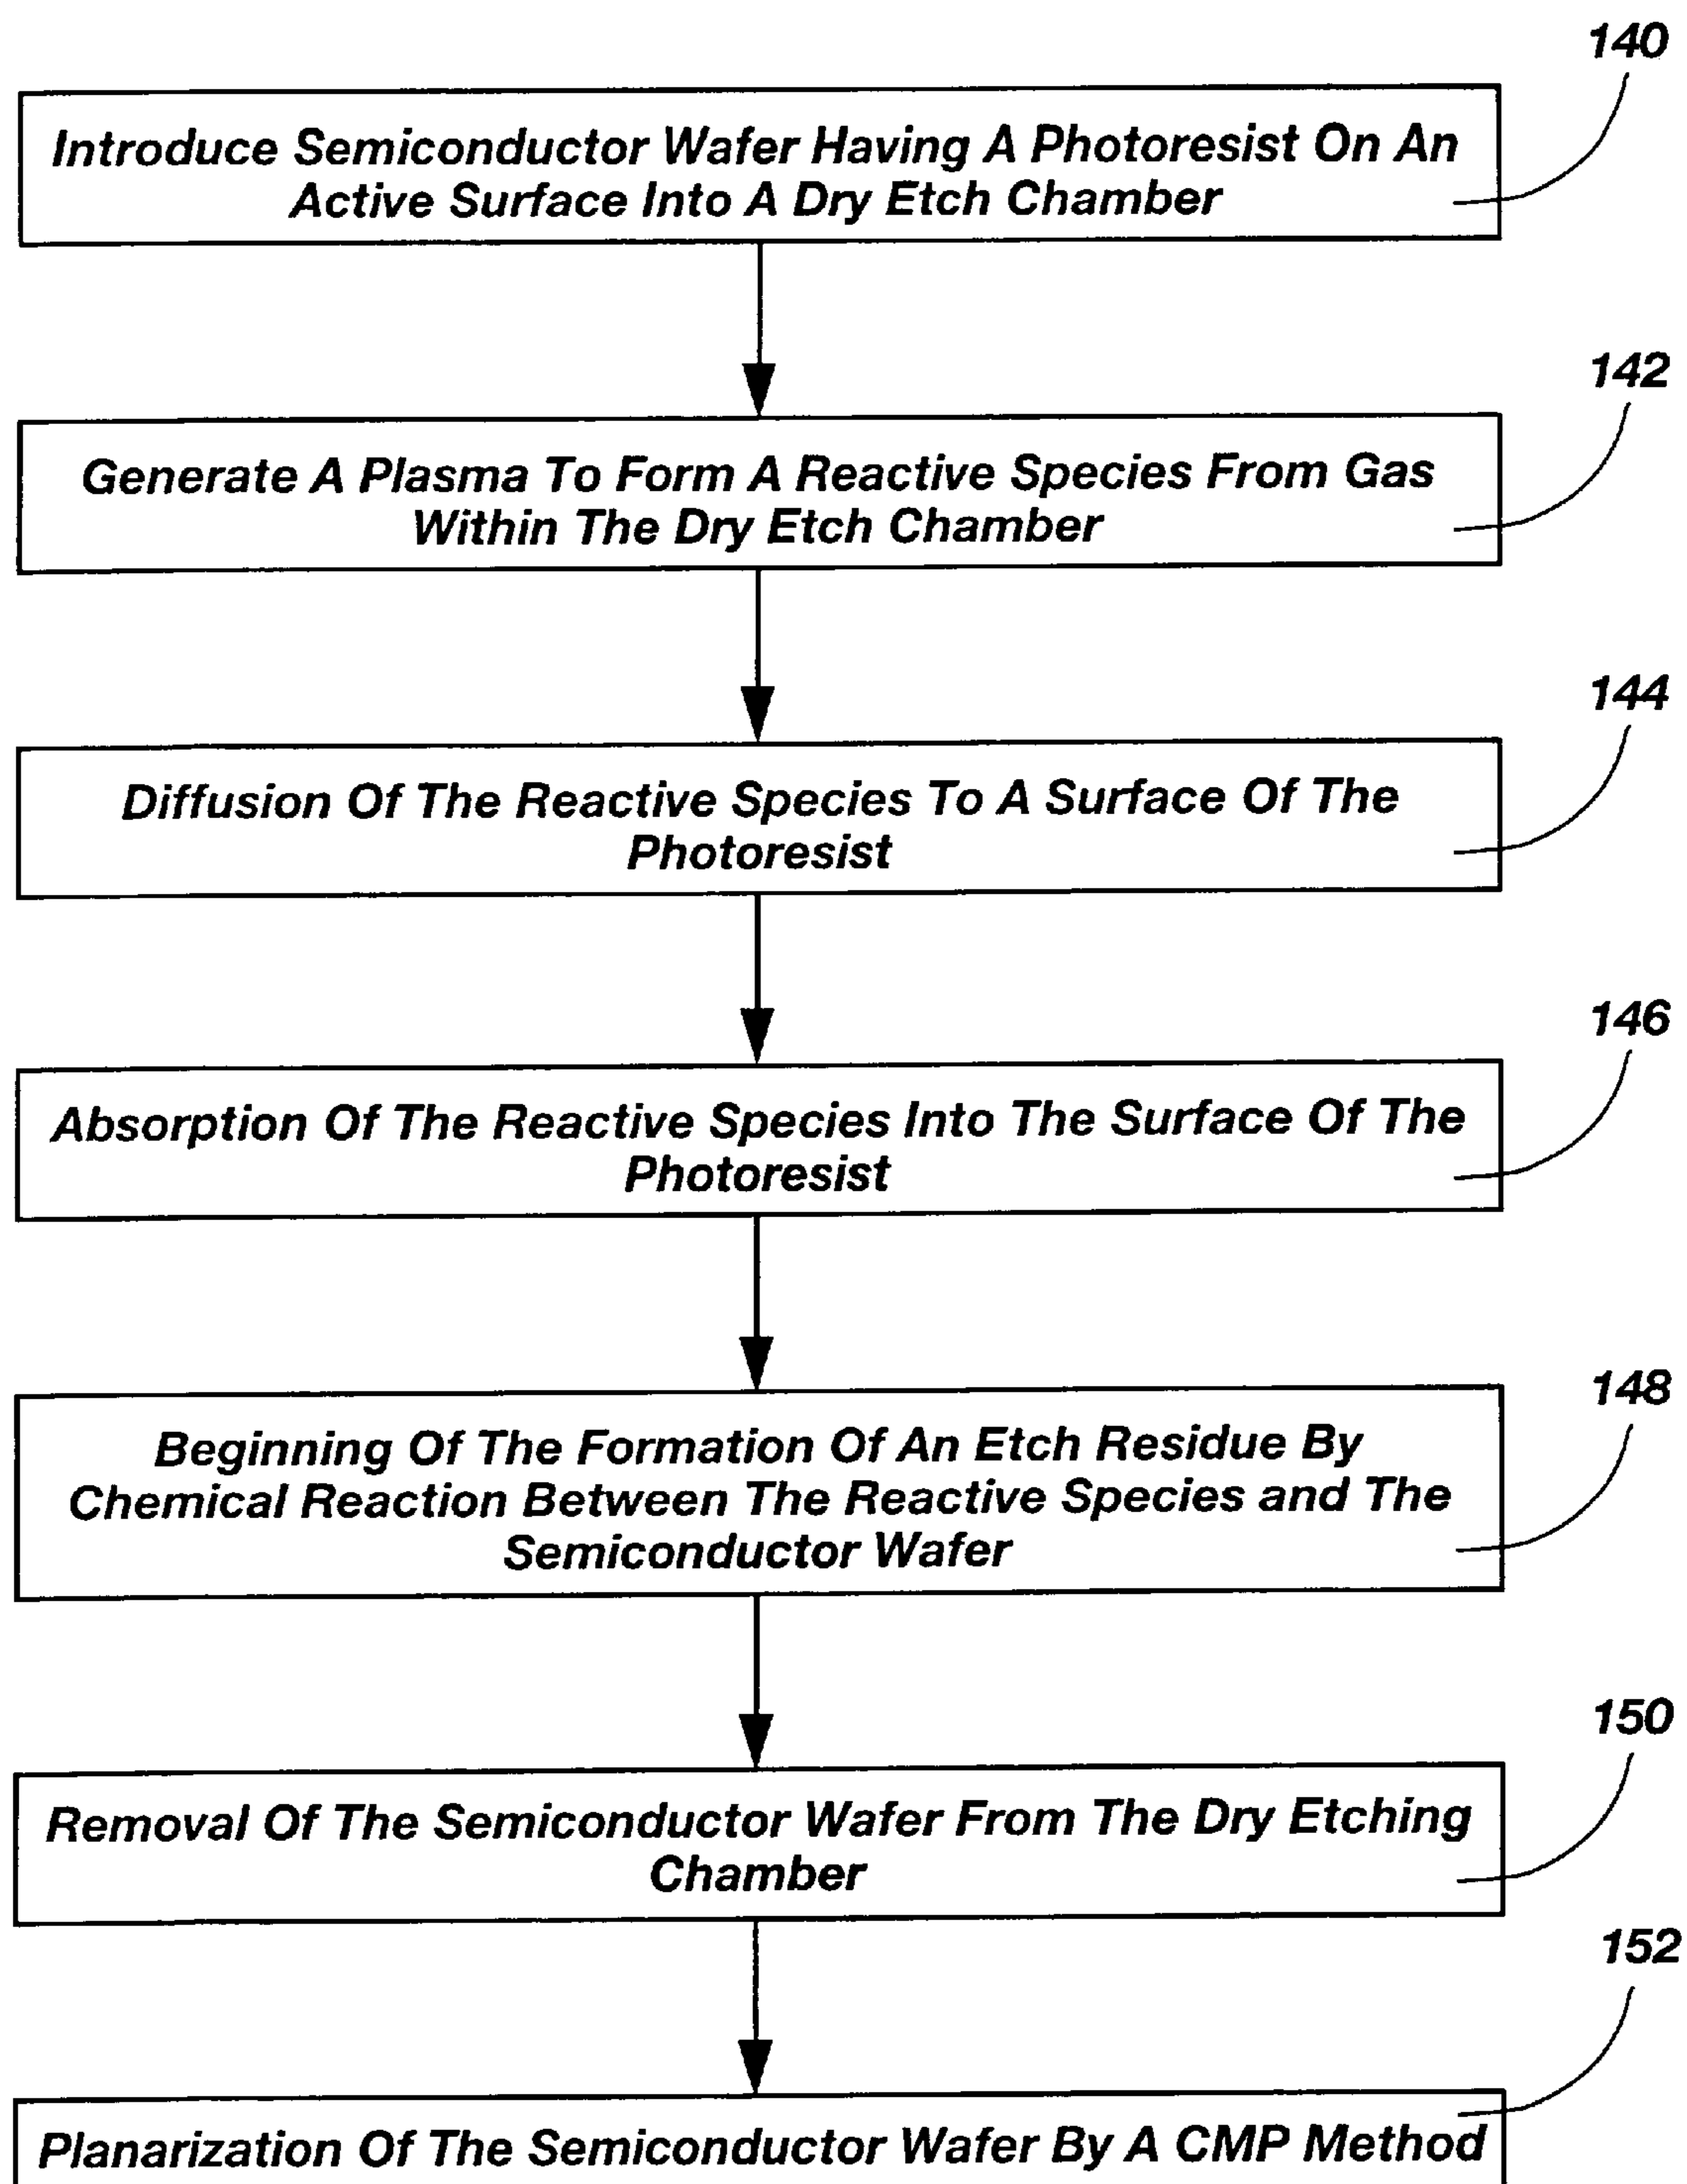 140
Introduce Semiconductor Wafer Having A Photoresist On An
Active Surface Into A Dry Etch Chamber
142
Generate A Plasma To Form A Reactive Species From Gas
Within The Dry Etch Chamber
144
Diffusion Of The Reactive Species To A Surface Of The
Photoresist
146
Absorption Of The Reactive Species Into The Surface Of The
Photoresist
148
Beginning Of The Formation Of An Etch Residue By
Chemical Reaction Between The Reactive Species and The
Semiconductor Wafer
150
Removal Of The Semiconductor Wafer From The Dry Etching
Chamber
152
Planarization Of The Semiconductor Wafer By A CMP Method